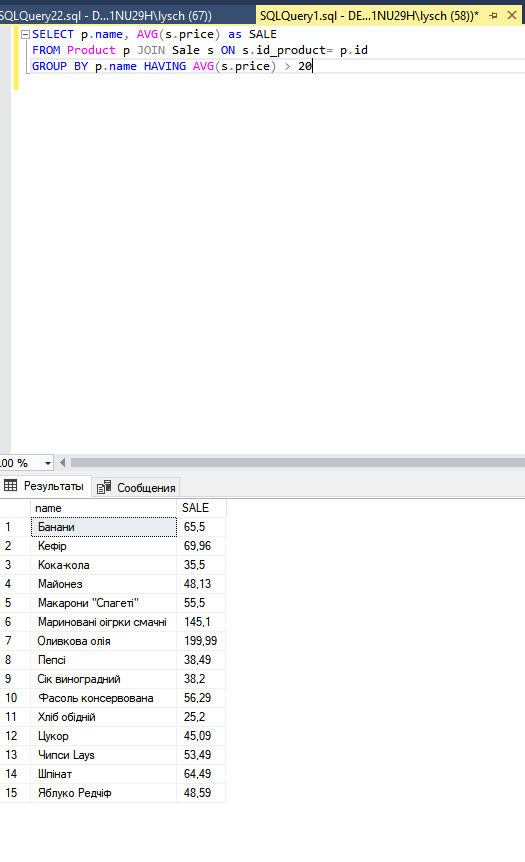 SQLQuery22.sql - D...1NU29H\lysch (67))
SQLQuery1.sql - DE...1NU29H\lysch (58))*
SELECT p.name, AVG(s.price) as SALE
FROM Product p JOIN Sale s ON s.id_product= p.id
GROUP BY p.name HAVING AVG(s.price) > 20
100 %
Результаты Сообщения
name SALE
1 Банани 65,5
2 Кефір 69,96
3 Кока-кола 35,5
4 Майонез 48,13
5 Макарони "Спагеті" 55,5
6 Мариновані оігрки смачні 145,1
7 Оливкова олія 199,99
8 Пепсі 38,49
9 Сік виноградний 38,2
10 Фасоль консервована 56,29
11 Хліб обідній 25,2
12 Цукор 45,09
13 Чипси Lays 53,49
14 Шпінат 64,49
15 Яблуко Редчіф 48,59